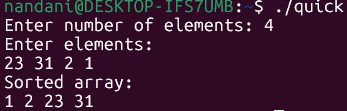 nandani@DESKTOP-IFS7UMB:~$ ./quick
Enter number of elements: 4
Enter elements:
23 31 2 1
Sorted array:
1 2 23 31